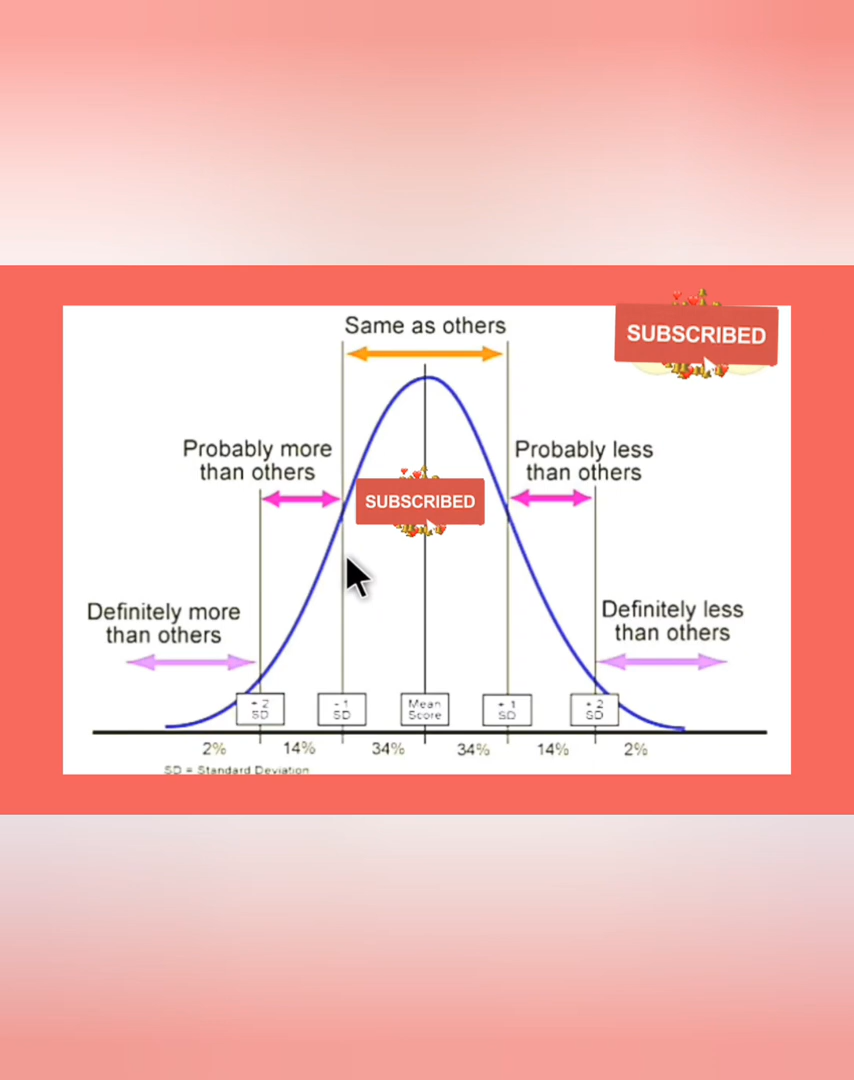 Same as others
SUBSCRIBED
Probably more
than others
Probably less
than others
SUBSCRIBED
Definitely more
than others
Definitely less
than others
2
SD
1
SD
Mean
Score
1
SD
2
SD
2%
14%
34%
34%
14%
2%
SD = Standard Deviation